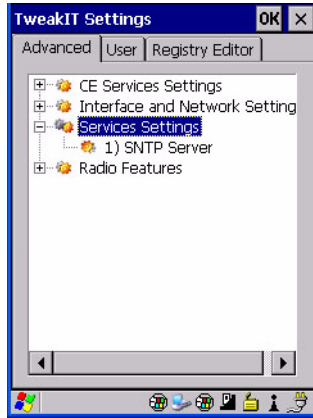 TweakIT Settings OK ×
Advanced User Registry Editor
CE Services Settings
Interface and Network Setting
Services Settings
1) SNTP Server
Radio Features